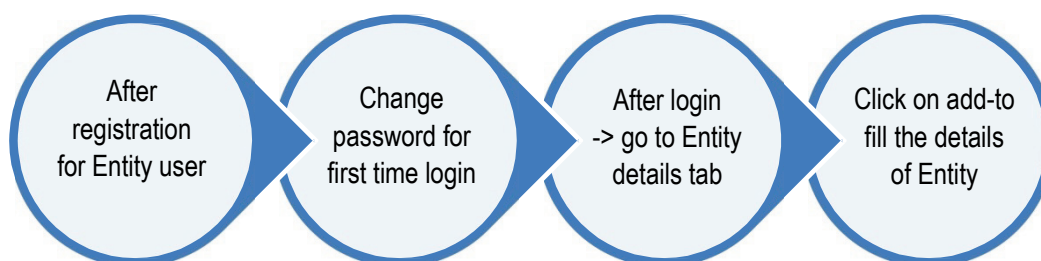 After
registration
for Entity user
Change
password for
first time login
After login
-> go to Entity
details tab
Click on add-to
fill the details
of Entity